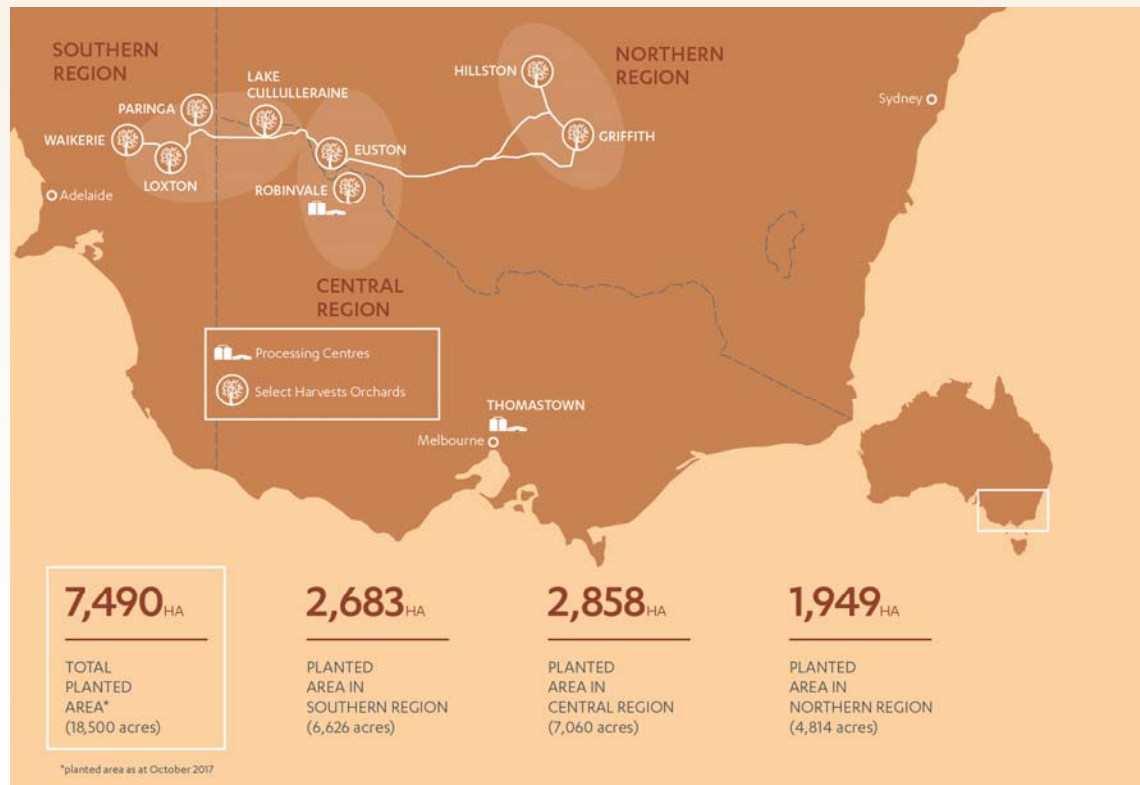 SOUTHERN
REGION
NORTHERN
REGION
HILLSTON
LAKE
CULLULLERAINE
PARINGA
Sydney
WAIKERIE
GRIFFITH
EUSTON
LOXTON
ROBINVALE
Adelaide
CENTRAL
REGION
Processing Centres
Select Harvests Orchards
THOMASTOWN
Melbourne
7,490HA
TOTAL
PLANTED
AREA*
(18,500 acres)
2,683HA
PLANTED
AREA IN
SOUTHERN REGION
(6,626 acres)
2,858HA
PLANTED
AREA IN
CENTRAL REGION
(7,060 acres)
1,949HA
PLANTED
AREA IN
NORTHERN REGION
(4,814 acres)
*planted area as at October 2017